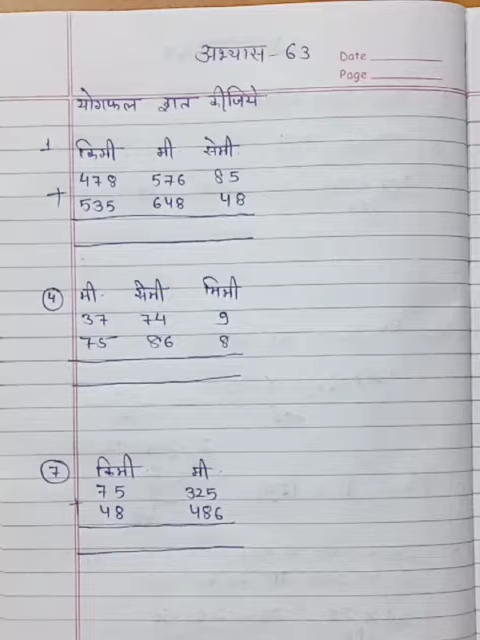 अभ्यास - 63
Date
Page
योगफल ज्ञात कीजिये
1 किमी मी सेमी
478 576 85
+ 535 648 48
4 मी. सेमी मिमी
37 74 9
75 86 8
7 किमी. मी.
75 325
+ 48 486